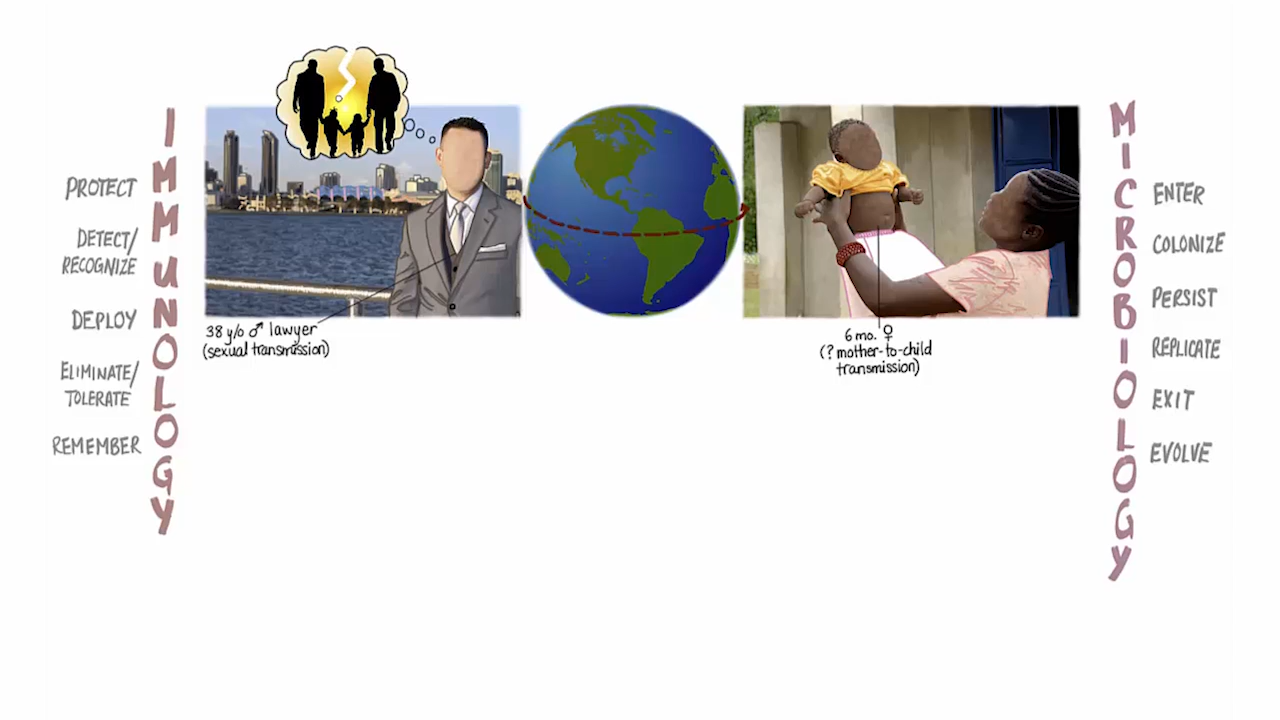 IMMUNOLOGY
PROTECT
DETECT/
RECOGNIZE
DEPLOY
ELIMINATE/
TOLERATE
REMEMBER
38 y/o ♂ lawyer
(sexual transmission)
6 mo. ♀
(? mother-to-child
transmission)
MICROBIOLOGY
ENTER
COLONIZE
PERSIST
REPLICATE
EXIT
EVOLVE